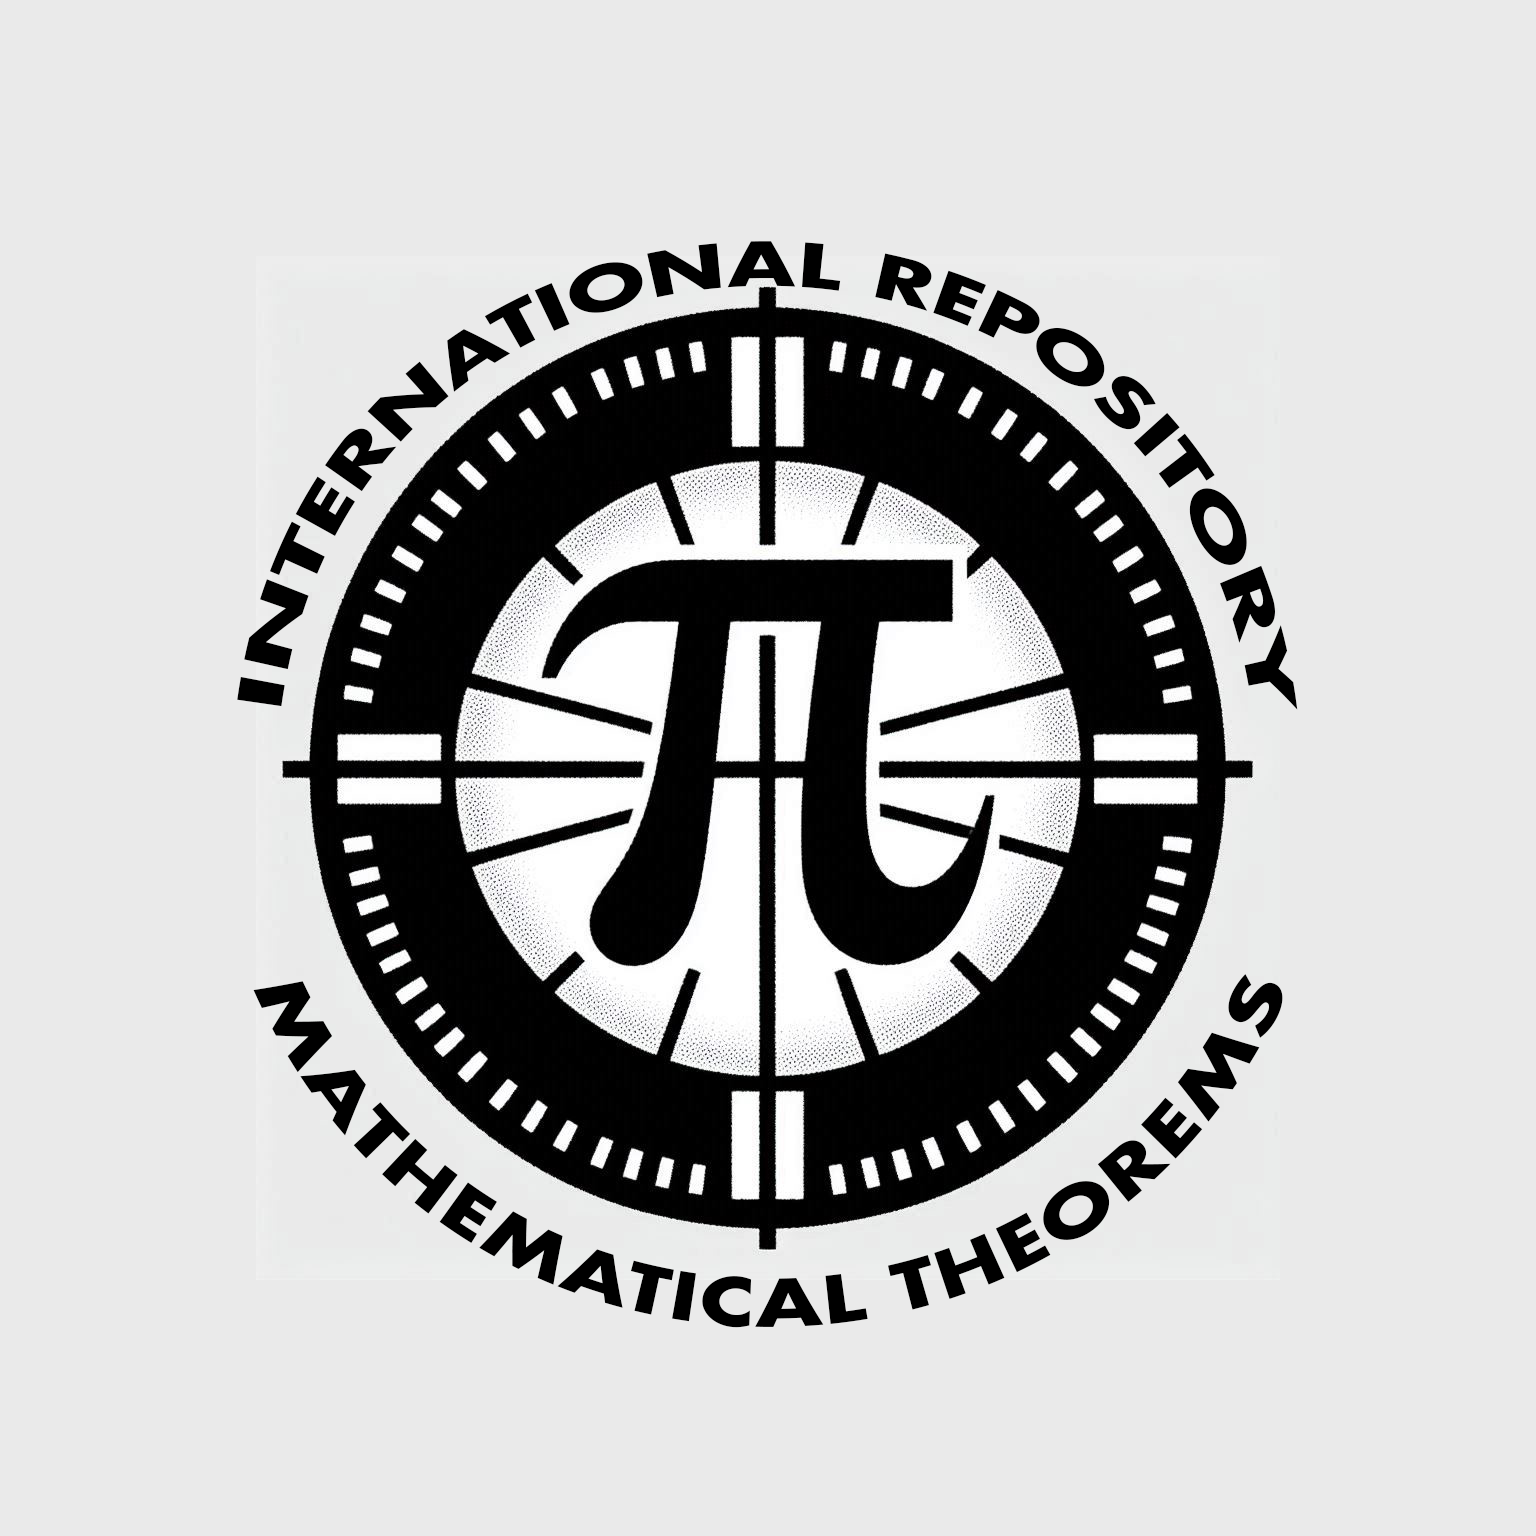 INTERNATIONAL REPOSITORY
π
MATHEMATICAL THEOREMS